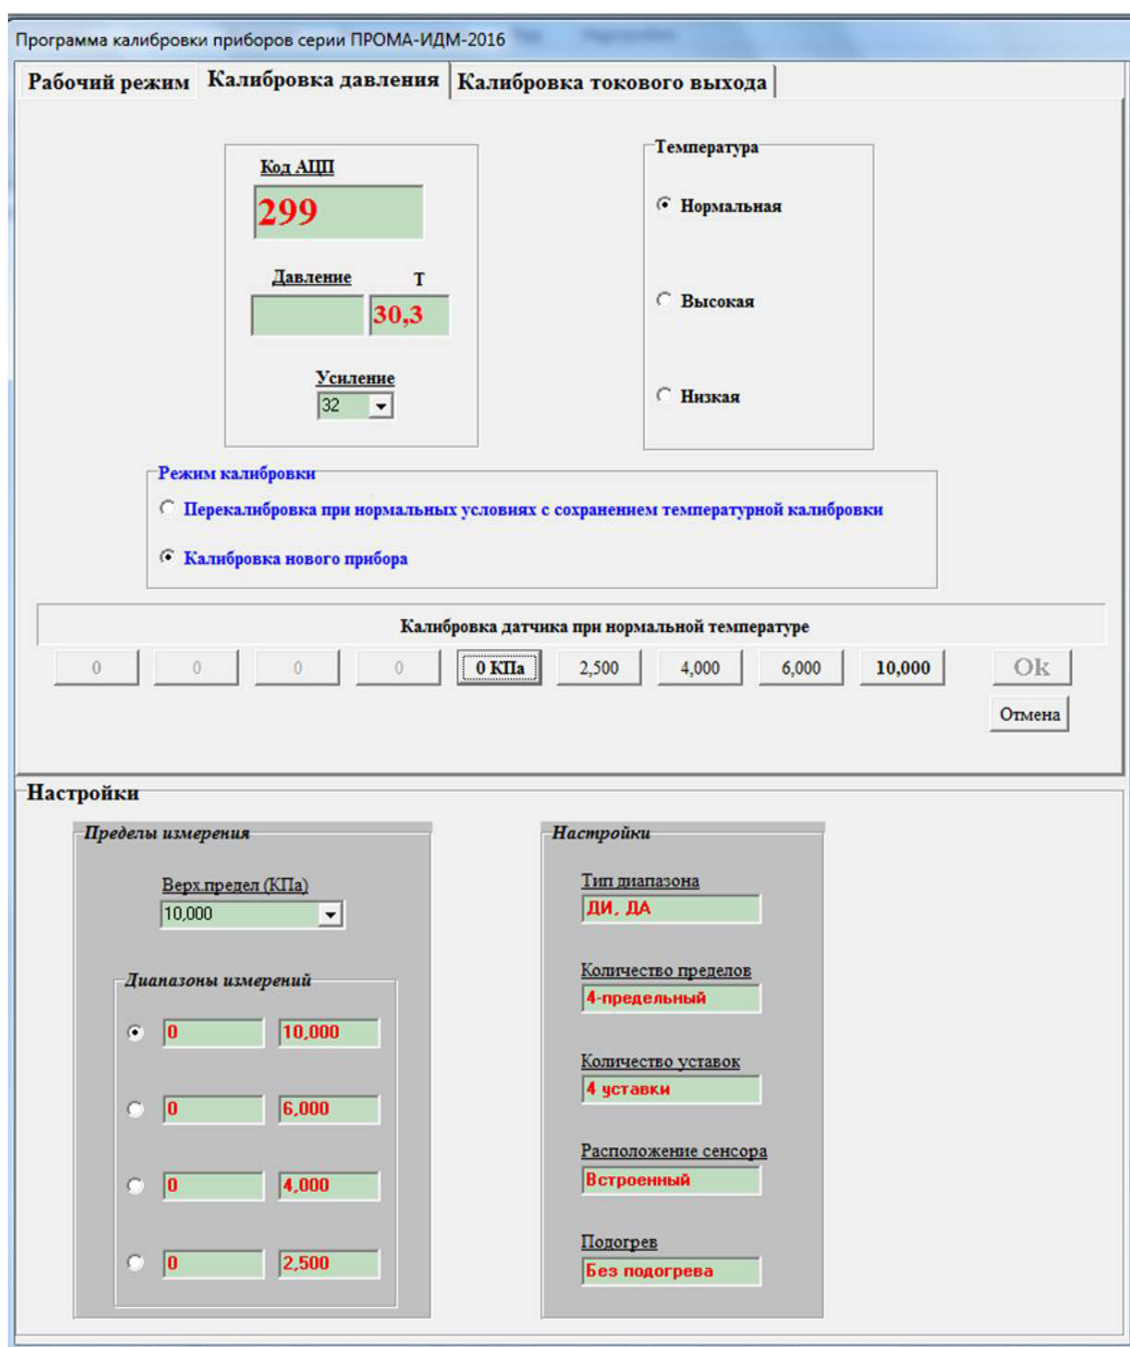 Программа калибровки приборов серии ПРОМА-ИДМ-2016
Рабочий режим Калибровка давления Калибровка токового выхода
Код АЦП
299
Давление Т
30,3
Усиление
32
Температура
Нормальная
Высокая
Низкая
Режим калибровки
Перекалибровка при нормальных условиях с сохранением температурной калибровки
Калибровка нового прибора
Калибровка датчика при нормальной температуре
0 0 0 0 0 КПа 2,500 4,000 6,000 10,000 Ok
Отмена
Настройки
Пределы измерения
Верх.предел (КПа)
10,000
Диапазоны измерений
0 10,000
0 6,000
0 4,000
0 2,500
Настройки
Тип диапазона
ДИ, ДА
Количество пределов
4-предельный
Количество уставок
4 уставки
Расположение сенсора
Встроенный
Подогрев
Без подогрева